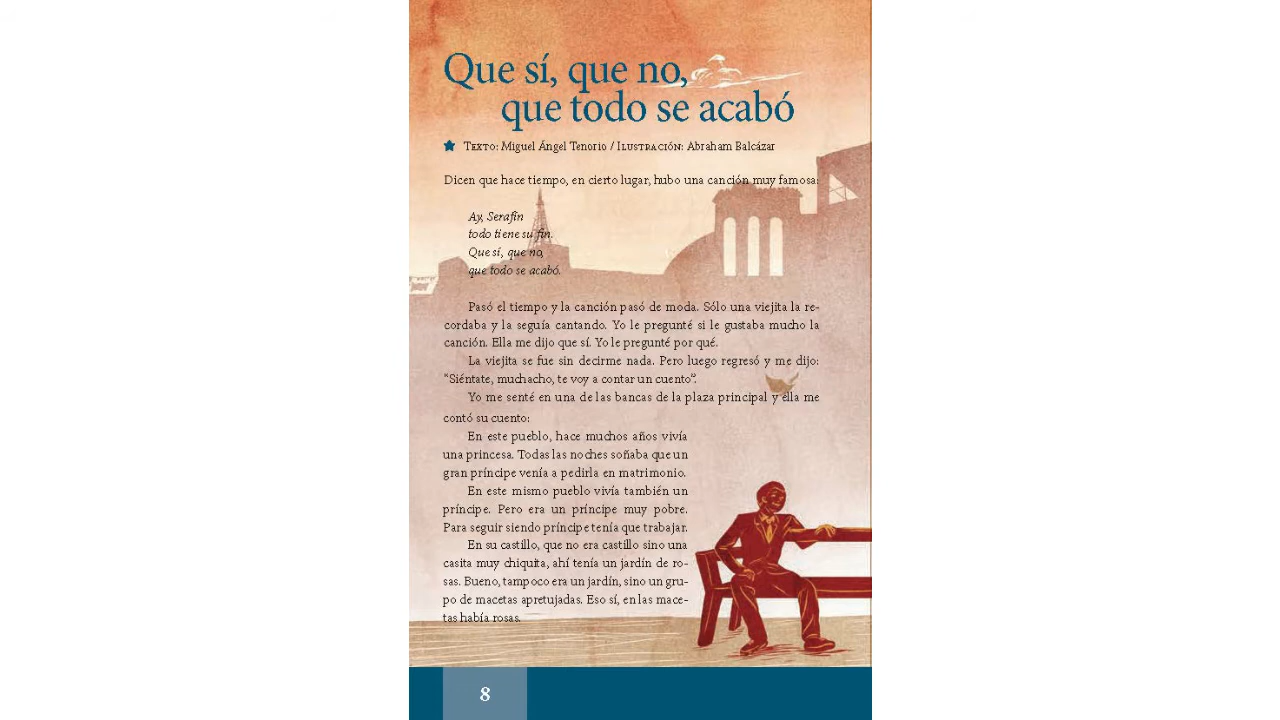 Que sí, que no,
que todo se acabó
Texto: Miguel Ángel Tenorio / Ilustración: Abraham Balcázar
Dicen que hace tiempo, en cierto lugar, hubo una canción muy famosa:
Ay, Serafín
todo tiene su fin.
Que sí, que no,
que todo se acabó.
Pasó el tiempo y la canción pasó de moda. Sólo una viejita la re-
cordaba y la seguía cantando. Yo le pregunté si le gustaba mucho la
canción. Ella me dijo que sí. Yo le pregunté por qué.
La viejita se fue sin decirme nada. Pero luego regresó y me dijo:
“Siéntate, muchacho, te voy a contar un cuento”.
Yo me senté en una de las bancas de la plaza principal y ella me
contó su cuento:
En este pueblo, hace muchos años vivía
una princesa. Todas las noches soñaba que un
gran príncipe venía a pedirla en matrimonio.
En este mismo pueblo vivía también un
príncipe. Pero era un príncipe muy pobre.
Para seguir siendo príncipe tenía que trabajar.
En su castillo, que no era castillo sino una
casita muy chiquita, ahí tenía un jardín de ro-
sas. Bueno, tampoco era un jardín, sino un gru-
po de macetas apretujadas. Eso sí, en las mace-
tas había rosas.
8